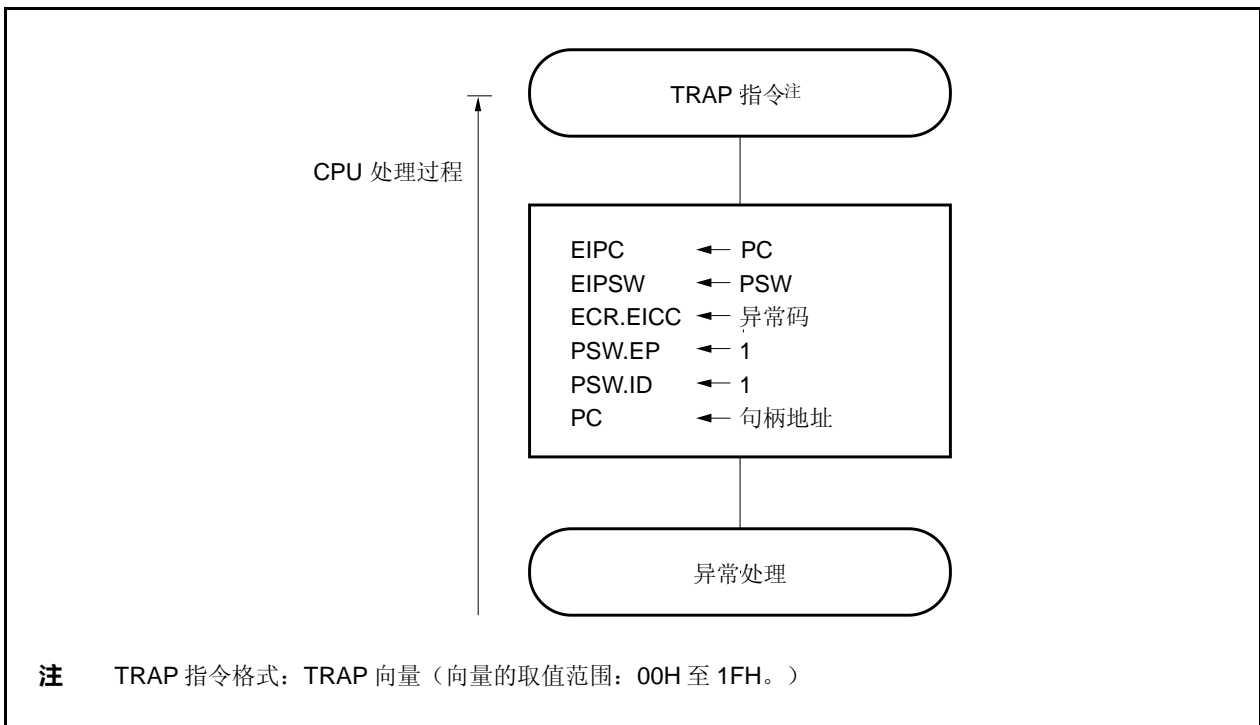 TRAP 指令注
CPU 处理过程
EIPC ← PC
EIPSW ← PSW
ECR.EICC ← 异常码
PSW.EP ← 1
PSW.ID ← 1
PC ← 句柄地址
异常处理
注 TRAP 指令格式：TRAP 向量（向量的取值范围：00H 至 1FH。）